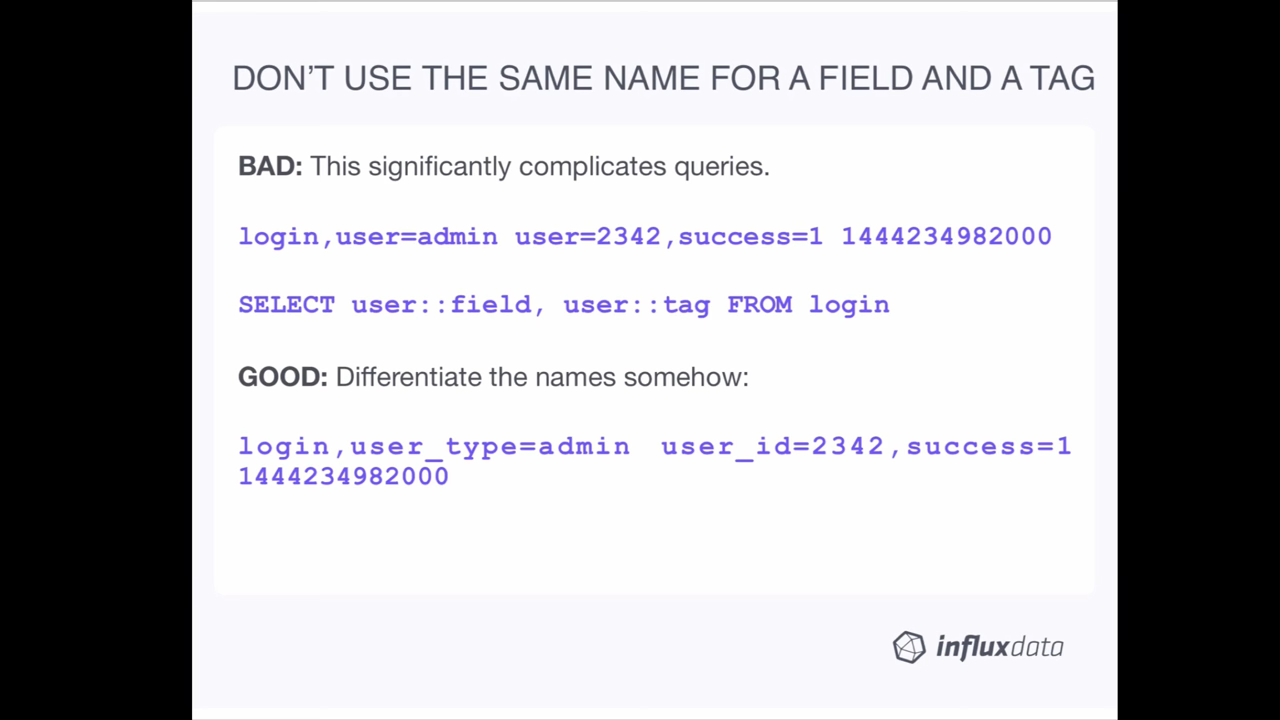 DON’T USE THE SAME NAME FOR A FIELD AND A TAG
BAD: This significantly complicates queries.
login,user=admin user=2342,success=1 1444234982000
SELECT user::field, user::tag FROM login
GOOD: Differentiate the names somehow:
login,user_type=admin user_id=2342,success=1
1444234982000
influxdata